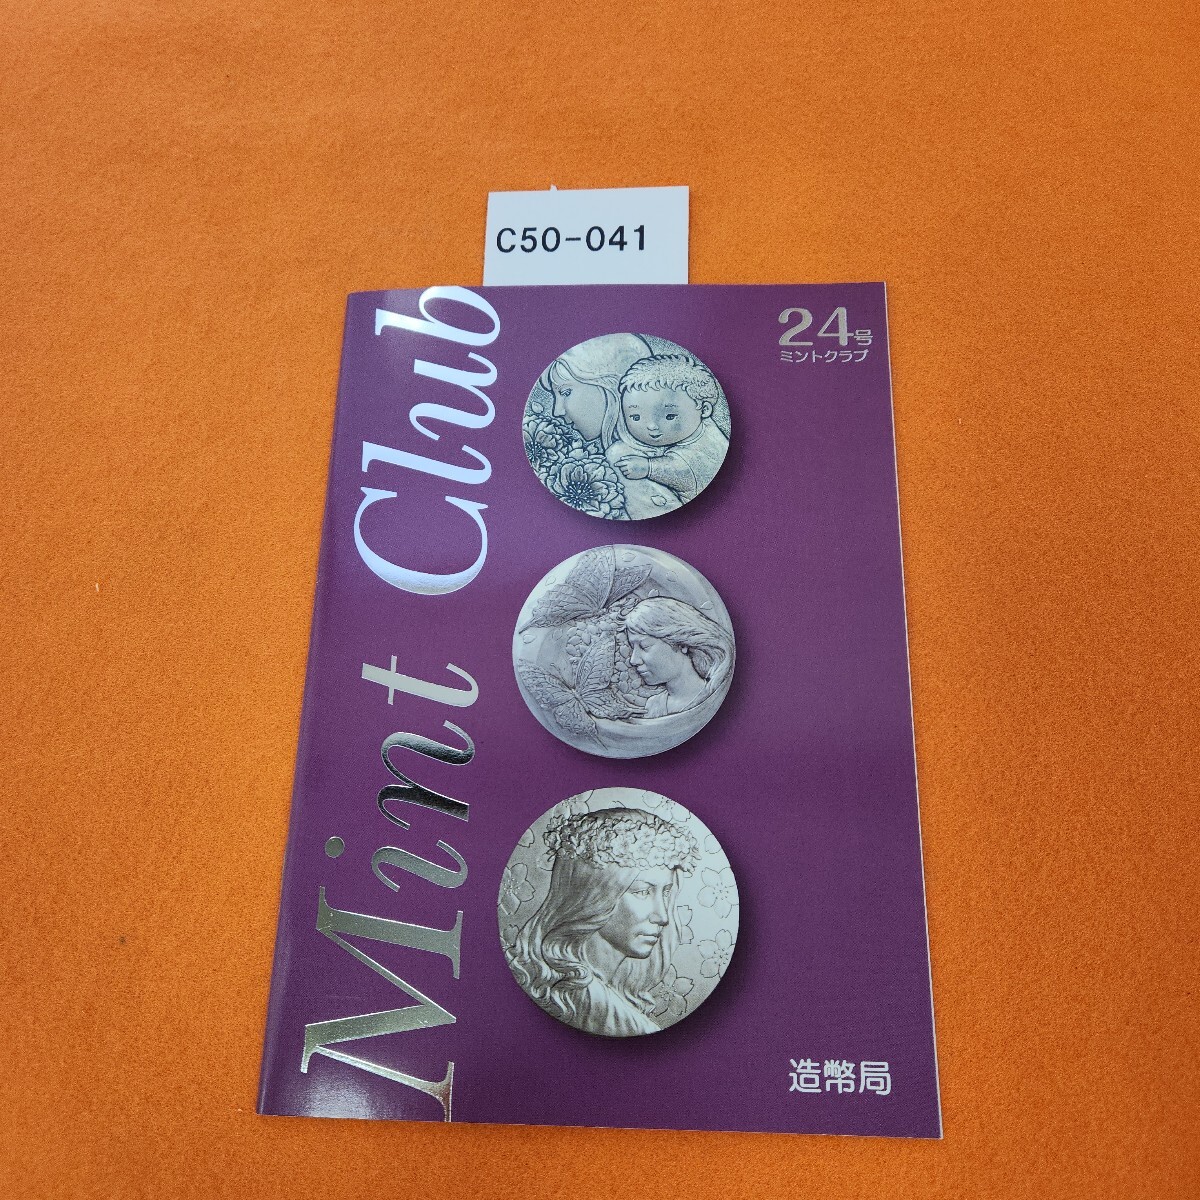 C50-041
24号
ミントクラブ
Mint Club
造幣局